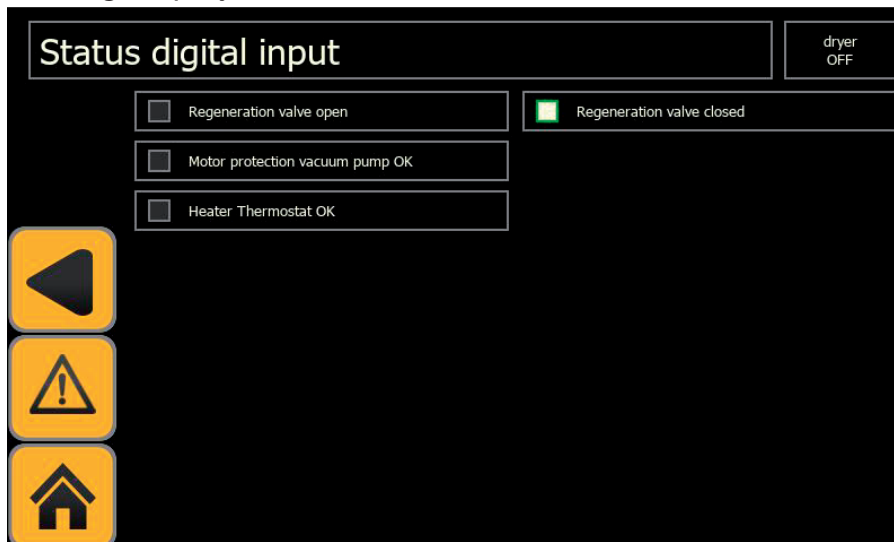 Status digital input
dryer
OFF
Regeneration valve open
Regeneration valve closed
Motor protection vacuum pump OK
Heater Thermostat OK